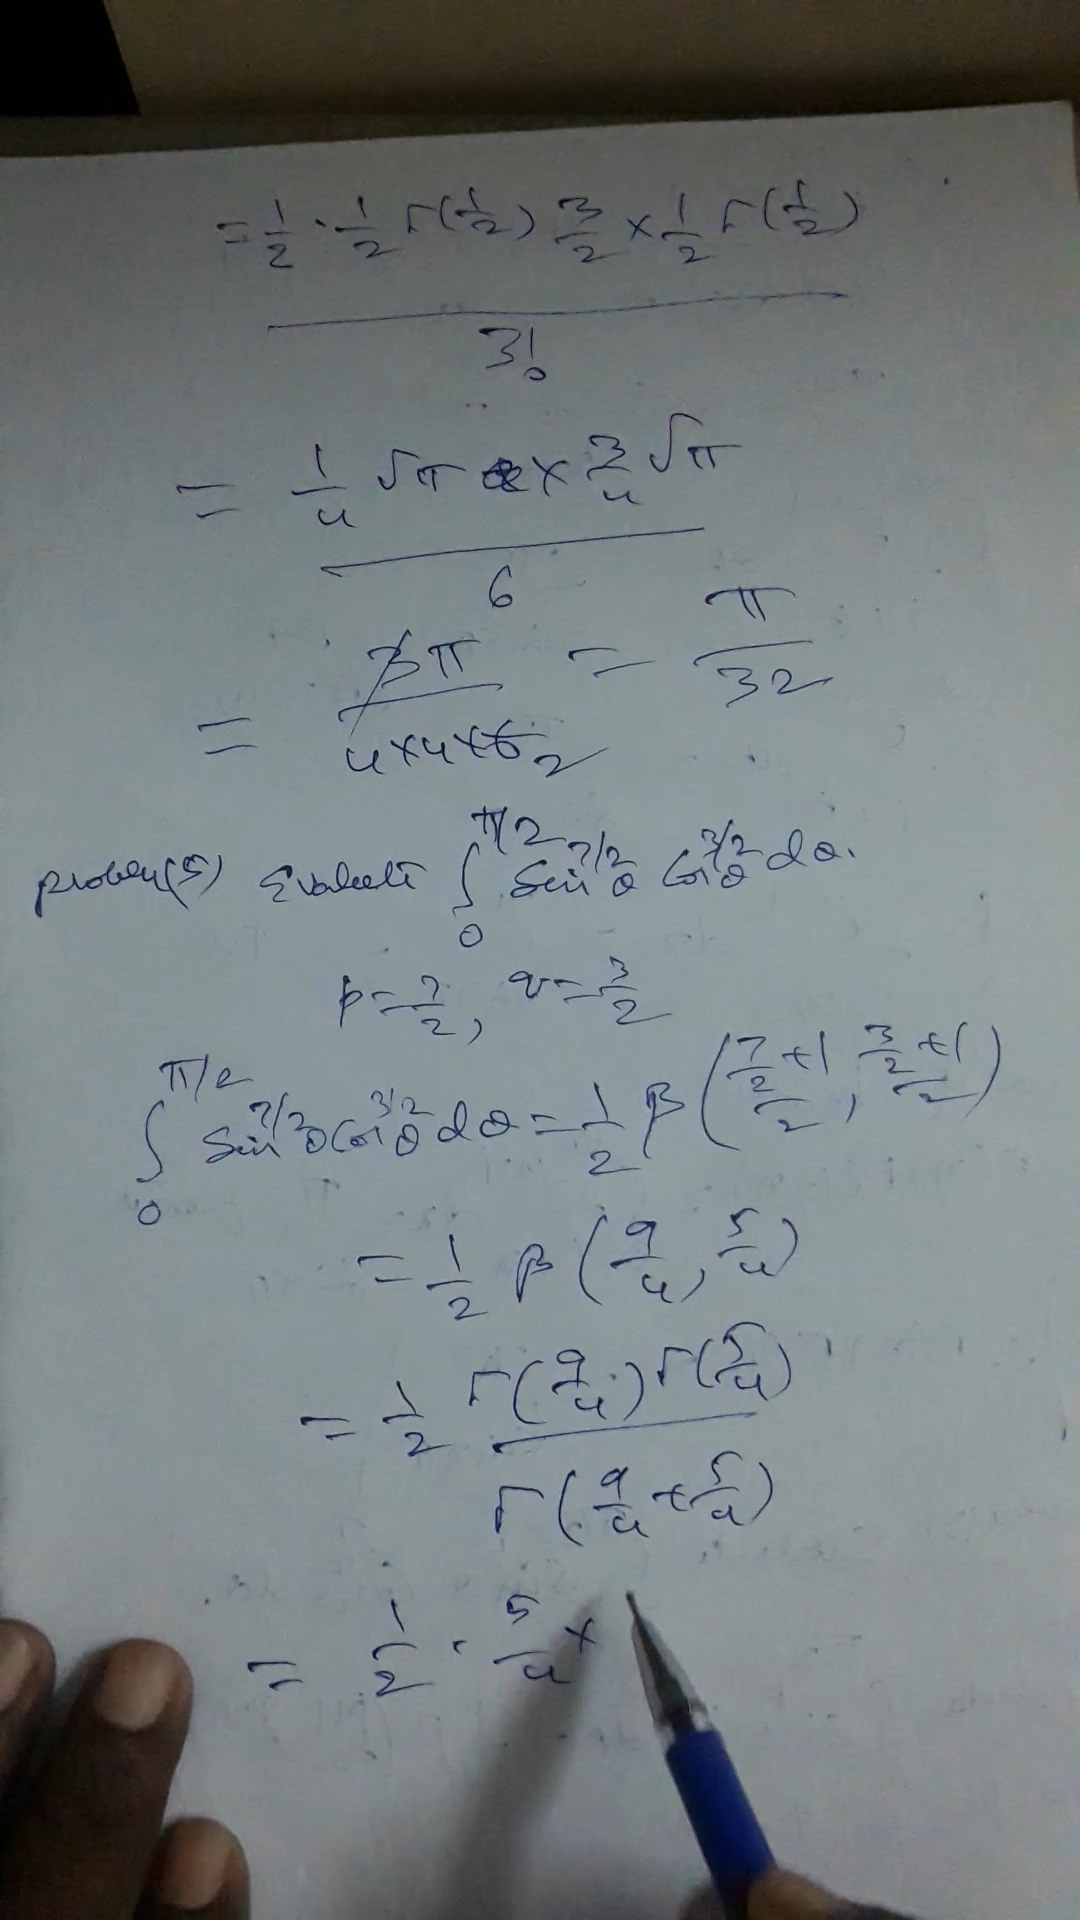 = 1/2 · 1/2 Γ(1/2) 3/2 × 1/2 Γ(1/2)
3!
= 1/4 √π × 3/4 √π
6
= 3π / 4×4×6 2 = π/32
problem(5) Evaluate ∫₀^π/2 Sin^7/2 θ Cos^3/2 θ dθ.
p = 7/2, q = 3/2
∫₀^π/2 Sin^7/2 θ Cos^3/2 θ dθ = 1/2 β((7/2 + 1)/2, (3/2 + 1)/2)
= 1/2 β(9/4, 5/4)
= 1/2 Γ(9/4) Γ(5/4)
Γ(9/4 + 5/4)
= 1/2 · 5/4 ×